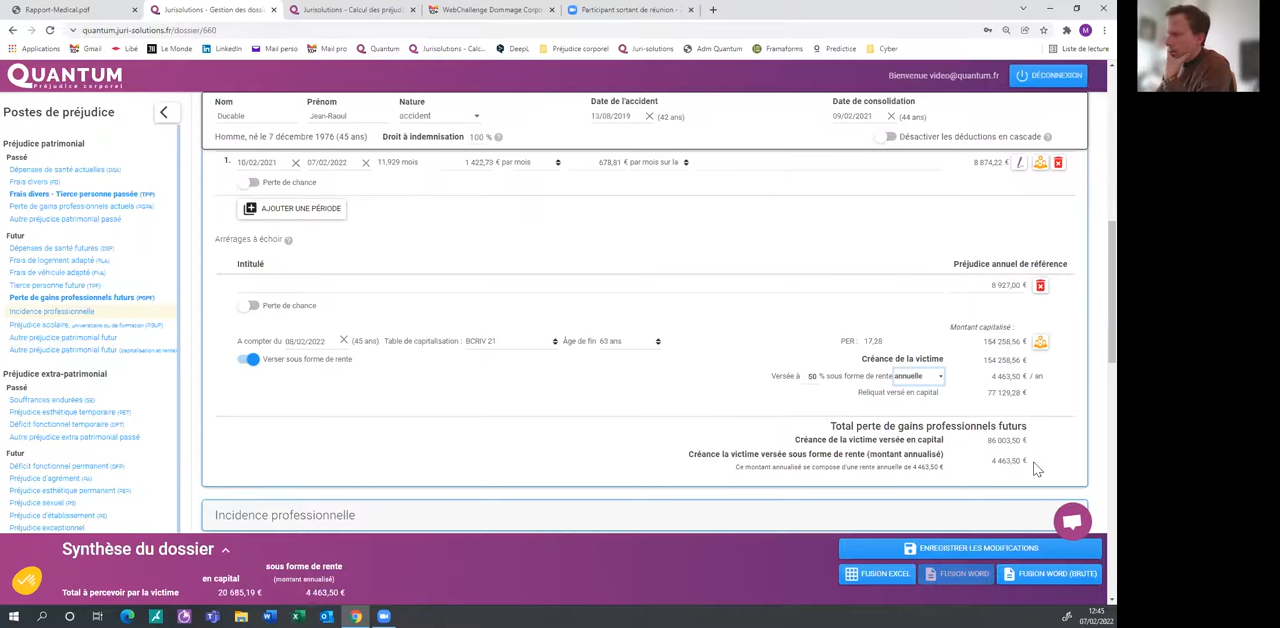 Rapport-Medical.pdf
Jurisolutions - Gestion des dossi
Jurisolutions - Calcul des préjud
WebChallenge Dommage Corpo
Participant sortant de réunion -
quantum.juri-solutions.fr/dossier/660
Applications
Gmail
Libé
Le Monde
LinkedIn
Mail perso
Mail pro
Quantum
Jurisolutions - Calc...
DeepL
Préjudice corporel
Juri-solutions
Adm Quantum
Framaforms
Predictice
Cyber
Liste de lecture
QUANTUM
Préjudice corporel
Bienvenue video@quantum.fr
DÉCONNEXION
Postes de préjudice
Préjudice patrimonial
Passé
Dépenses de santé actuelles (DSA)
Frais divers (FD)
Frais divers - Tierce personne passée (TPP)
Perte de gains professionnels actuels (PGPA)
Autre préjudice patrimonial passé
Futur
Dépenses de santé futures (DSF)
Frais de logement adapté (FLA)
Frais de véhicule adapté (FVA)
Tierce personne future (TPF)
Perte de gains professionnels futurs (PGPF)
Incidence professionnelle
Préjudice scolaire, universitaire ou de formation (PSUF)
Autre préjudice patrimonial futur
Autre préjudice patrimonial futur (capitalisation et rente)
Préjudice extra-patrimonial
Passé
Souffrances endurées (SE)
Préjudice esthétique temporaire (PET)
Déficit fonctionnel temporaire (DFT)
Autre préjudice extra patrimonial passé
Futur
Déficit fonctionnel permanent (DFP)
Préjudice d'agrément (PA)
Préjudice esthétique permanent (PEP)
Préjudice sexuel (PS)
Préjudice d'établissement (PE)
Préjudice exceptionnel
Nom
Prénom
Nature
Date de l'accident
Date de consolidation
Ducable
Jean-Raoul
accident
13/08/2019
(42 ans)
09/02/2021
(44 ans)
Homme, né le 7 décembre 1976 (45 ans)
Droit à indemnisation
100 %
Désactiver les déductions en cascade
1.
10/02/2021
07/02/2022
11,929 mois
1 422,73 € par mois
678,81 € par mois sur la
8 874,22 €
Perte de chance
AJOUTER UNE PÉRIODE
Arrérages à échoir
Intitulé
Préjudice annuel de référence
8 927,00 €
Perte de chance
Montant capitalisé :
A compter du 08/02/2022
(45 ans)
Table de capitalisation : BCRIV 21
Âge de fin 63 ans
PER : 17,28
154 258,56 €
Verser sous forme de rente
Créance de la victime
154 258,56 €
Versée à 50 % sous forme de rente annuelle
4 463,50 € / an
Reliquat versé en capital
77 129,28 €
Total perte de gains professionnels futurs
Créance de la victime versée en capital
86 003,50 €
Créance la victime versée sous forme de rente (montant annualisé)
4 463,50 €
Ce montant annualisé se compose d'une rente annuelle de 4 463,50 €
Incidence professionnelle
Synthèse du dossier
en capital
sous forme de rente
(montant annualisé)
Total à percevoir par la victime
20 685,19 €
4 463,50 €
ENREGISTRER LES MODIFICATIONS
FUSION EXCEL
FUSION WORD
FUSION WORD (BRUTE)
12:45
07/02/2022